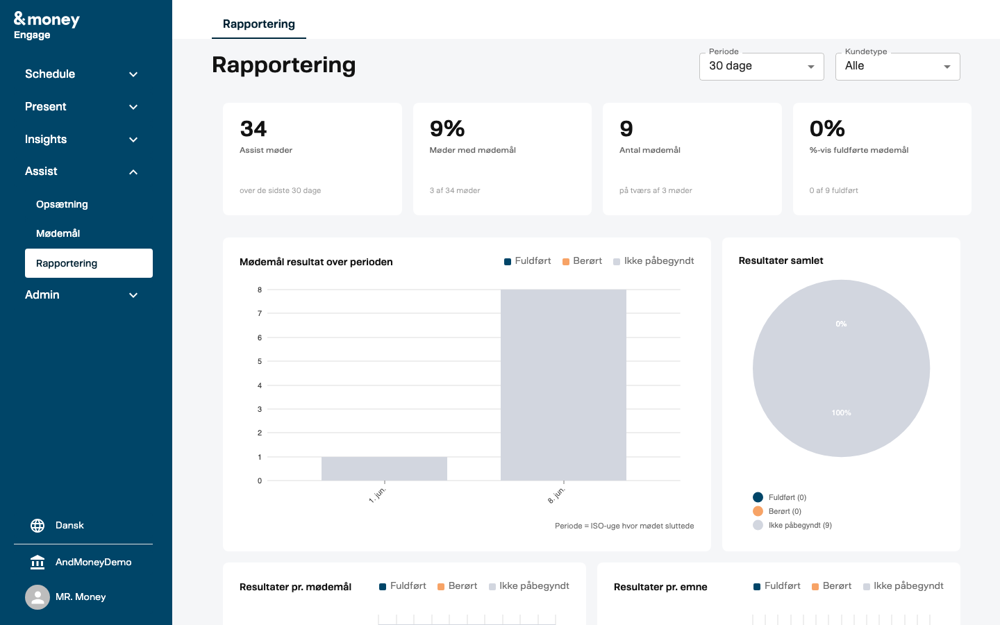 &money
Engage
Schedule
Present
Insights
Assist
Opsætning
Mødemål
Rapportering
Admin
Dansk
AndMoneyDemo
MR. Money
Rapportering
Rapportering
Periode
30 dage
Kundetype
Alle
34
Assist møder
over de sidste 30 dage
9%
Møder med mødemål
3 af 34 møder
9
Antal mødemål
på tværs af 3 møder
0%
%-vis fuldførte mødemål
0 af 9 fuldført
Mødemål resultat over perioden
Fuldført Berørt Ikke påbegyndt
8
7
6
5
4
3
2
1
0
1. jun. 8. jun.
Periode = ISO-uge hvor mødet sluttede
Resultater samlet
0%
100%
Fuldført (0)
Berørt (0)
Ikke påbegyndt (9)
Resultater pr. mødemål
Fuldført Berørt Ikke påbegyndt
Resultater pr. emne
Fuldført Berørt Ikke påbegyndt